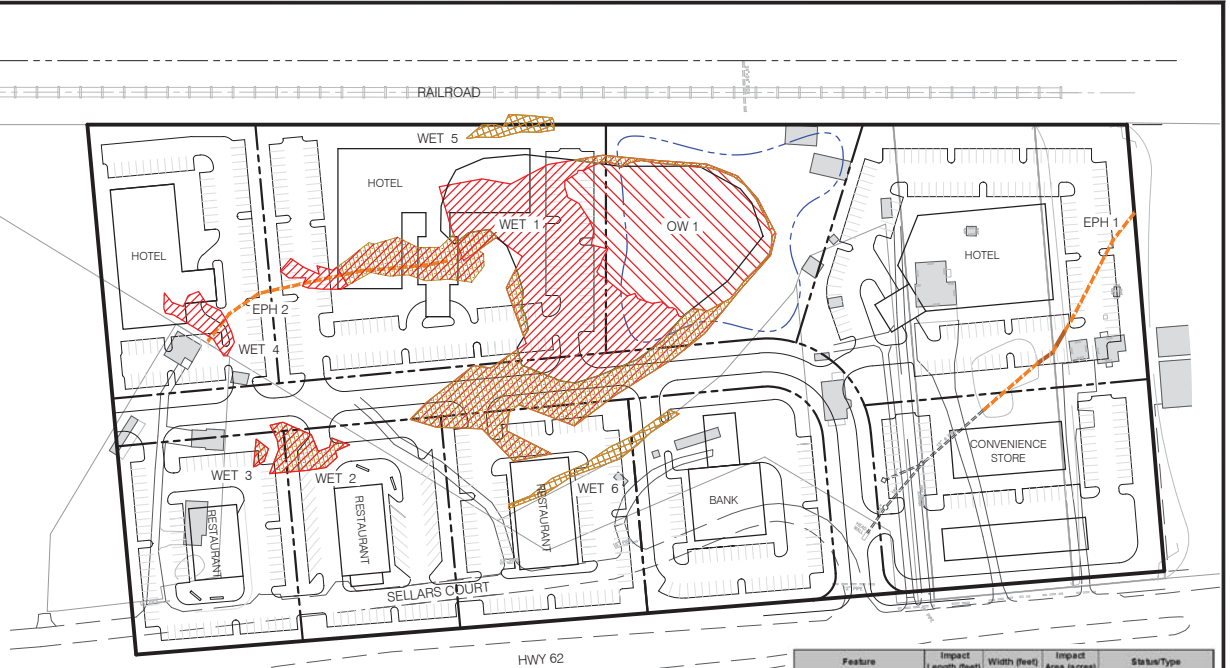 RAILROAD
WET 5
HOTEL
WET 1
OW 1
EPH 1
HOTEL
HOTEL
EPH 2
WET 4
CONVENIENCE
STORE
WET 3
WET 2
WET 6
BANK
RESTAURANT
RESTAURANT
RESTAURANT
SELLARS COURT
HWY 62
Feature
Impact
Length (feet)
Width (feet)
Impact
Area (acres)
Status/Type